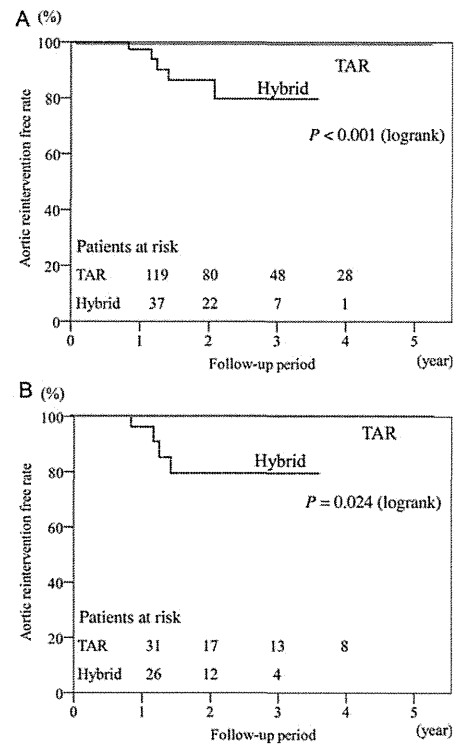 A (%)
100
80
60
40
20
0
Aortic reintervention free rate
TAR
Hybrid
P < 0.001 (logrank)
Patients at risk
TAR 119 80 48 28
Hybrid 37 22 7 1
0 1 2 3 4 5
Follow-up period (year)
B (%)
100
80
60
40
20
0
Aortic reintervention free rate
TAR
Hybrid
P = 0.024 (logrank)
Patients at risk
TAR 31 17 13 8
Hybrid 26 12 4
0 1 2 3 4 5
Follow-up period (year)